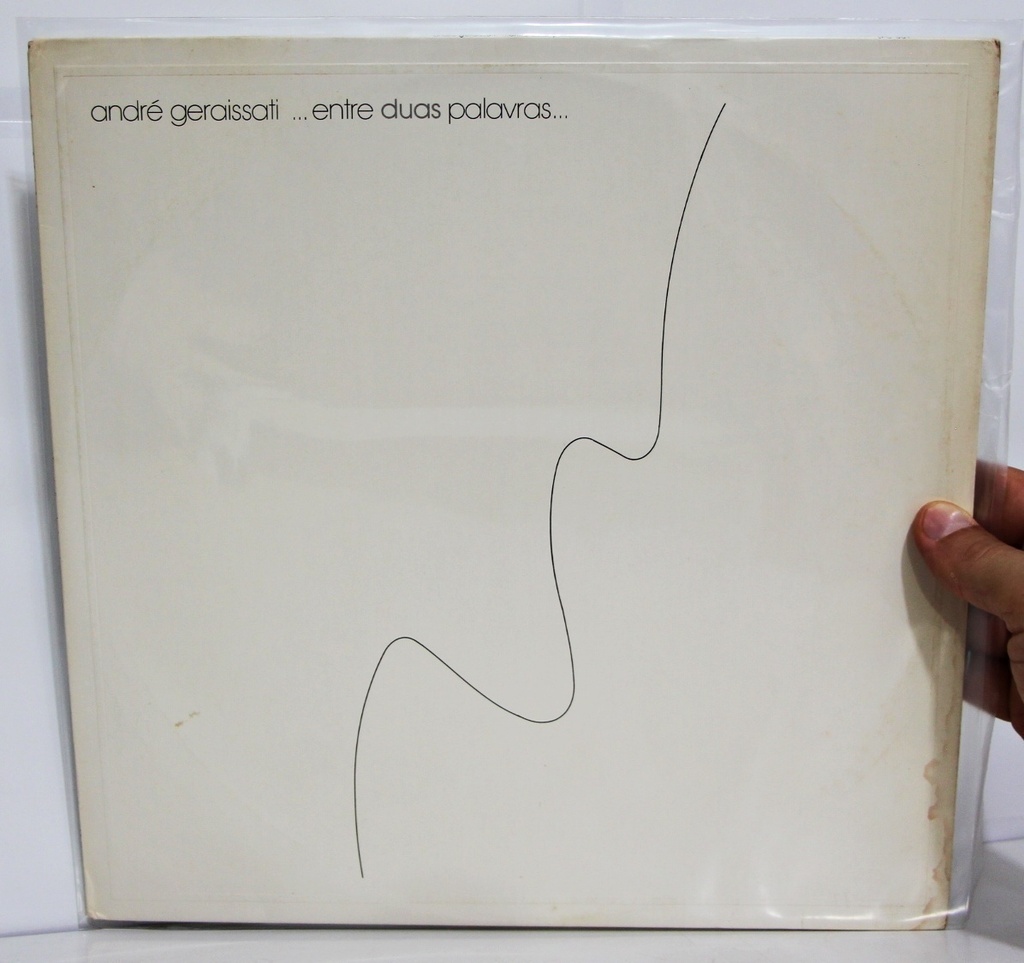 andré geraissati ...entre duas palavras...